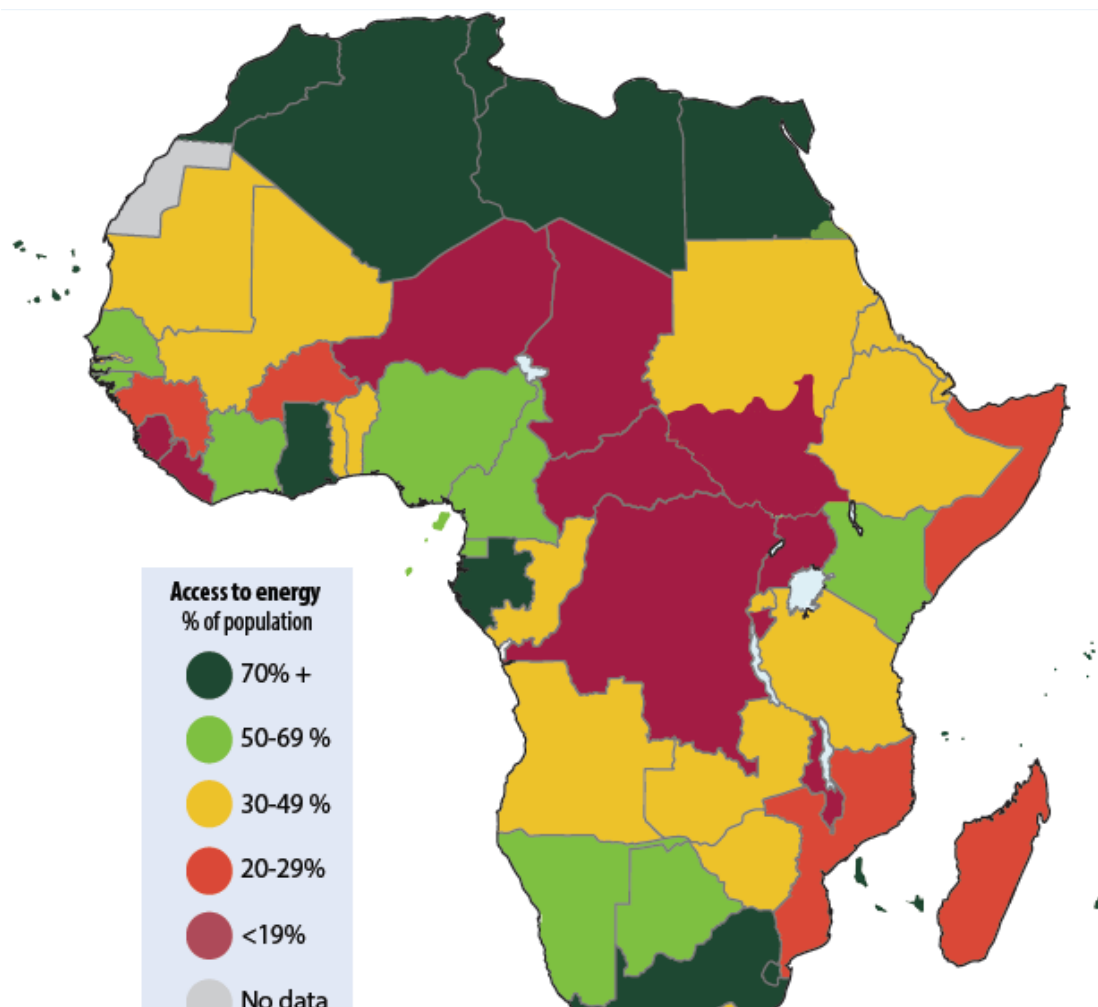 Access to energy
% of population
70% +
50-69 %
30-49 %
20-29%
<19%
No data